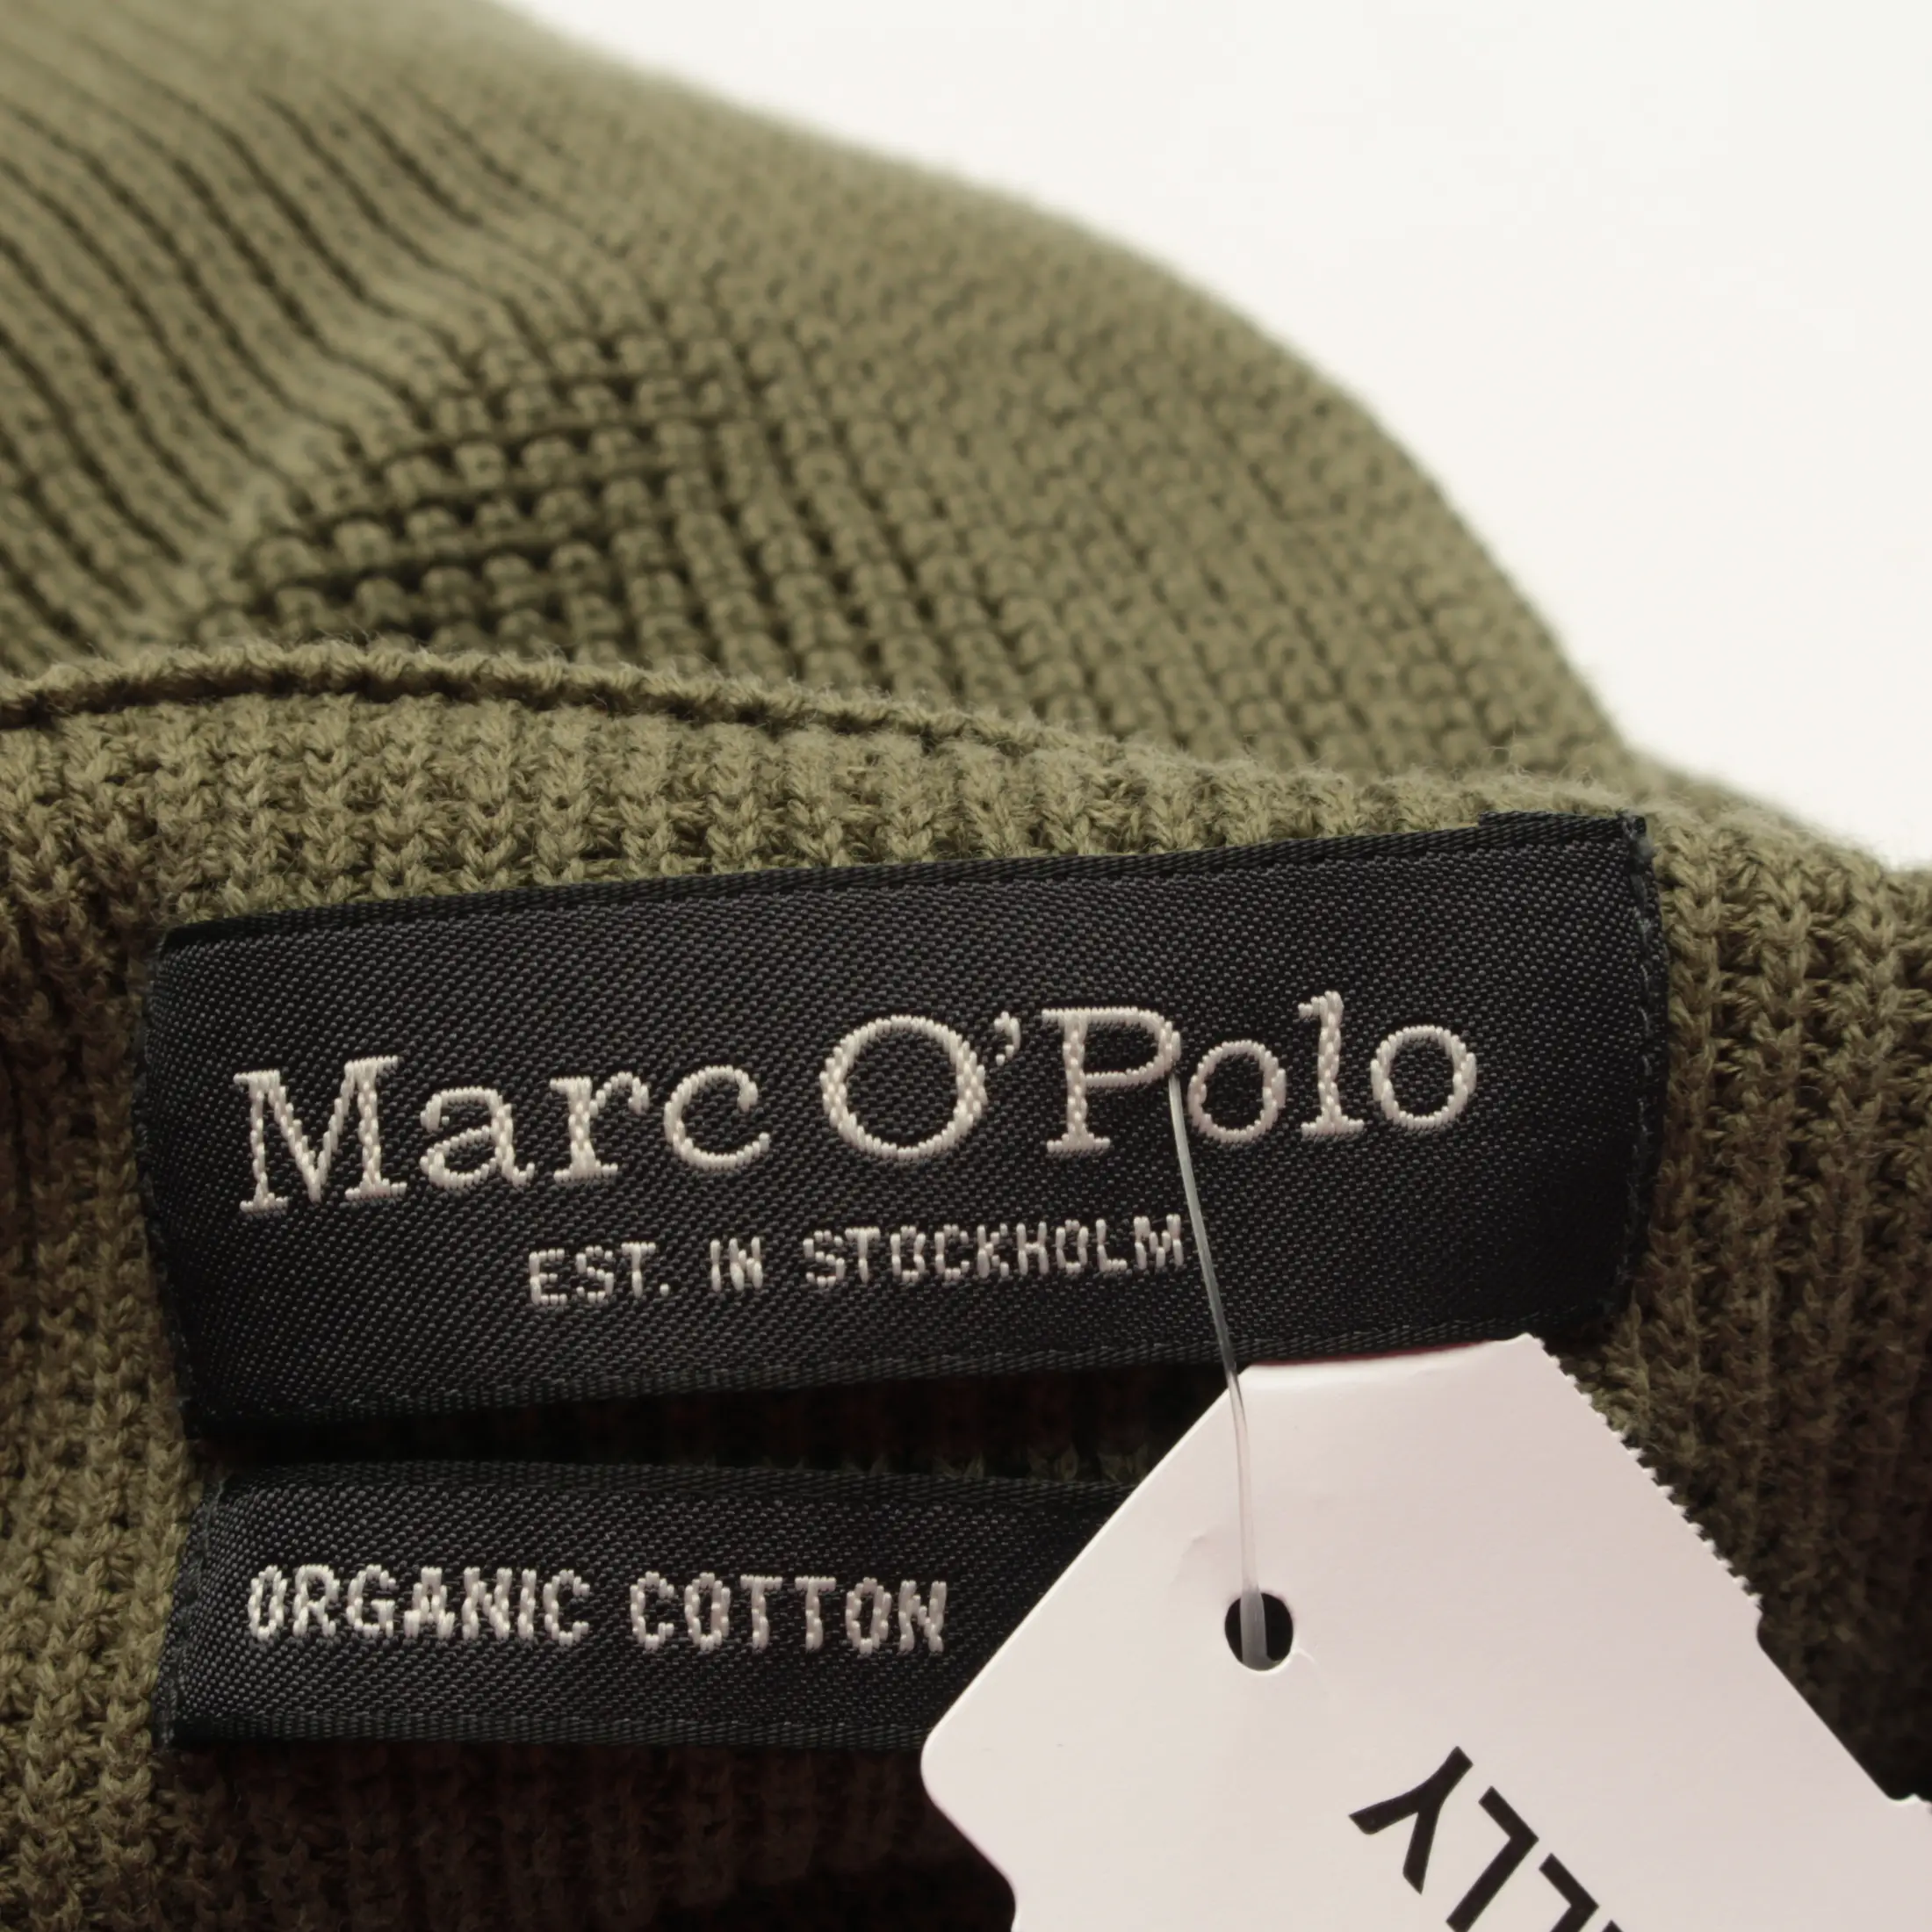 Marc O'Polo
EST. IN STOCKHOLM
ORGANIC COTTON